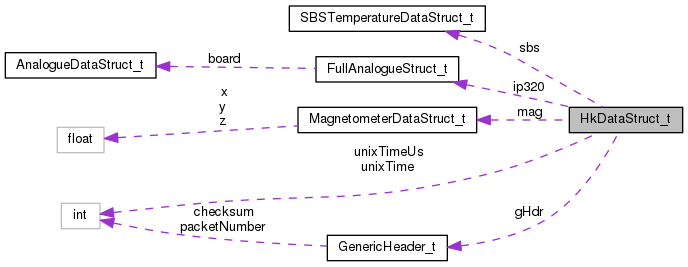 SBSTemperatureDataStruct_t
sbs
board
AnalogueDataStruct_t
FullAnalogueStruct_t
ip320
x
y
z
MagnetometerDataStruct_t
mag
HkDataStruct_t
float
unixTimeUs
unixTime
int
checksum
packetNumber
gHdr
GenericHeader_t